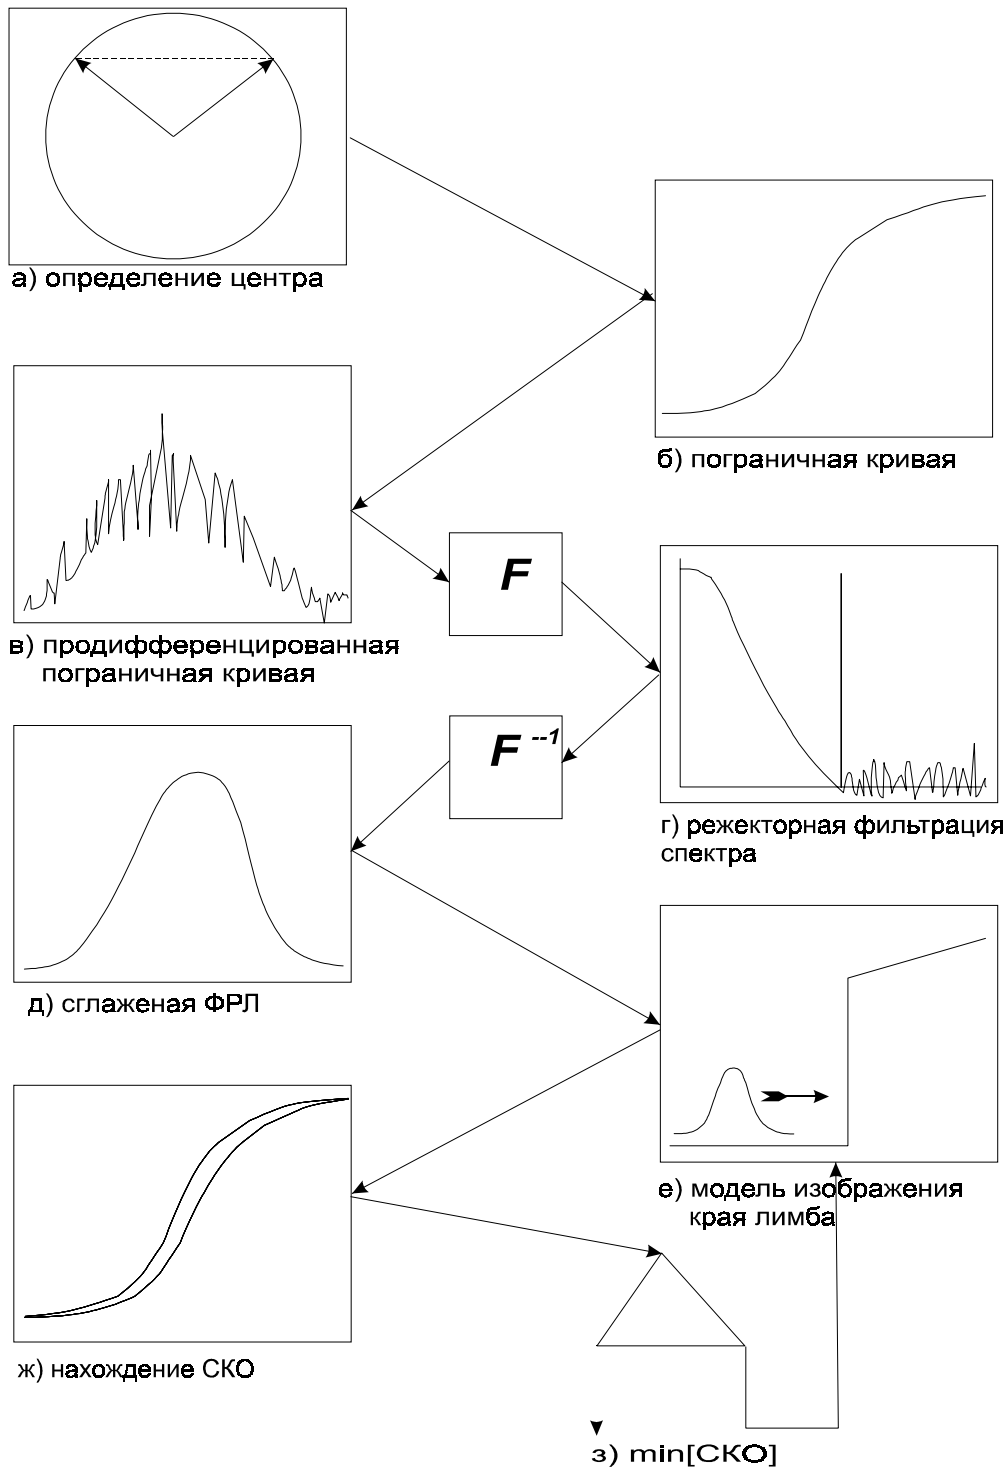 а) определение центра
б) пограничная кривая
в) продифференцированная
пограничная кривая
F
г) режекторная фильтрация
спектра
F --1
д) сглаженая ФРЛ
е) модель изображения
края лимба
ж) нахождение СКО
з) min[СКО]